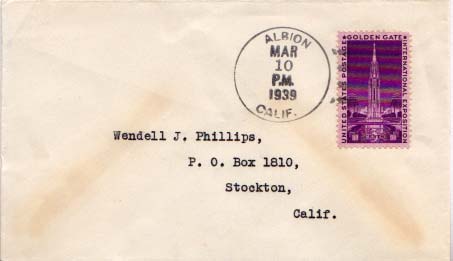 ALBION
MAR
10
P.M.
1939
CALIF.
UNITED STATES POSTAGE
GOLDEN GATE
INTERNATIONAL EXPOSITION
Wendell J. Phillips,
P. O. Box 1810,
Stockton,
Calif.